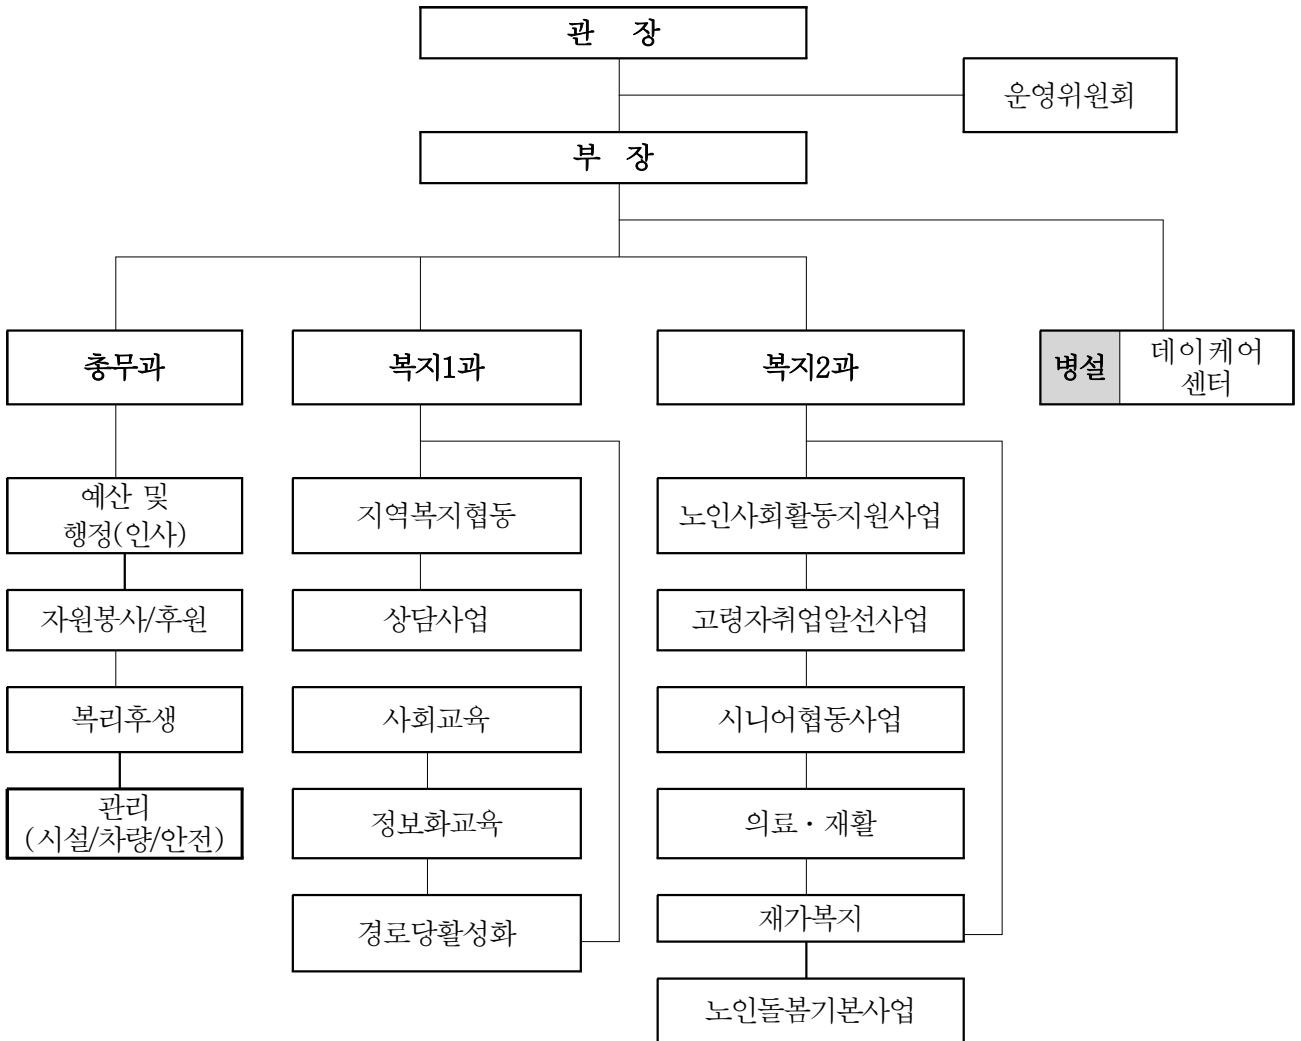 관 장
운영위원회
부 장
총무과
복지1과
복지2과
병설
데이케어
센터
예산 및
행정(인사)
지역복지협동
노인사회활동지원사업
자원봉사/후원
상담사업
고령자취업알선사업
복리후생
사회교육
시니어협동사업
관리
(시설/차량/안전)
정보화교육
의료·재활
경로당활성화
재가복지
노인돌봄기본사업